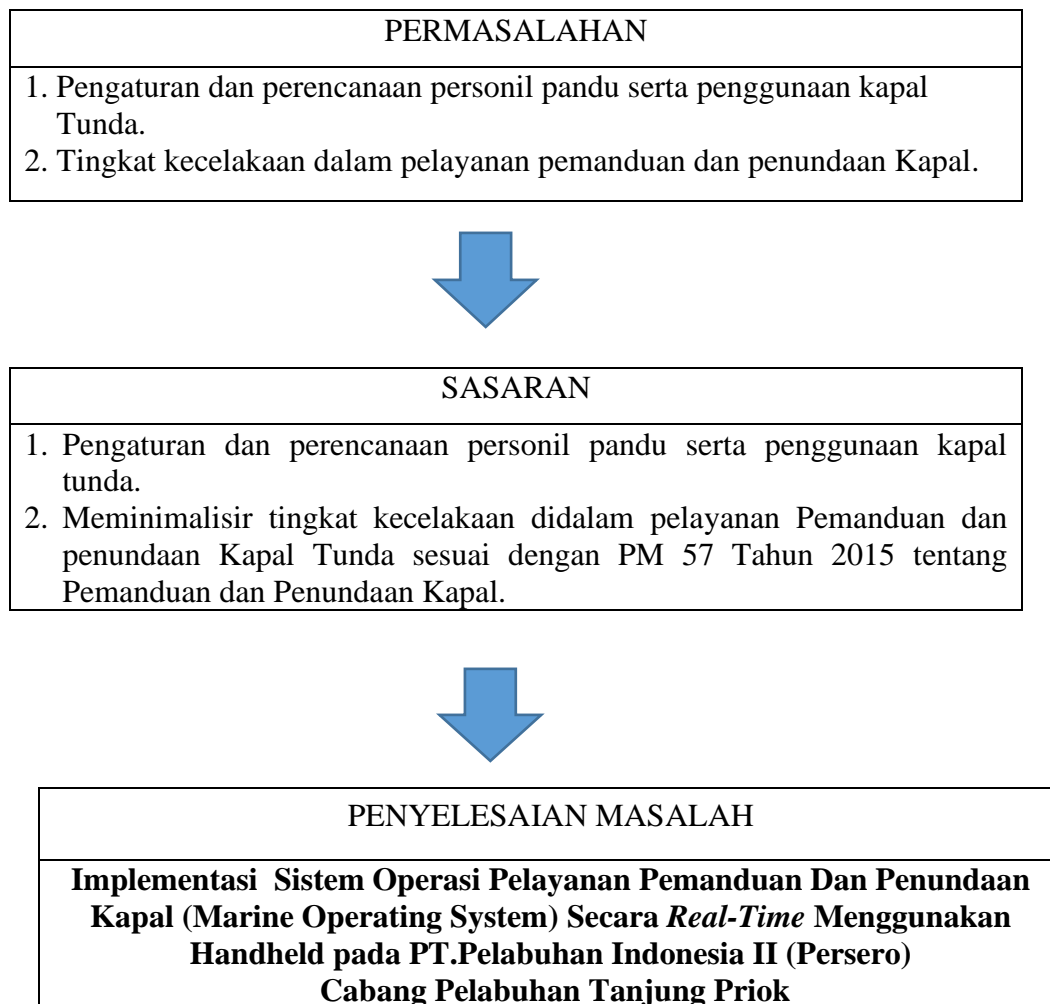 PERMASALAHAN
1. Pengaturan dan perencanaan personil pandu serta penggunaan kapal
Tunda.
2. Tingkat kecelakaan dalam pelayanan pemanduan dan penundaan Kapal.
SASARAN
1. Pengaturan dan perencanaan personil pandu serta penggunaan kapal
tunda.
2. Meminimalisir tingkat kecelakaan didalam pelayanan Pemanduan dan
penundaan Kapal Tunda sesuai dengan PM 57 Tahun 2015 tentang
Pemanduan dan Penundaan Kapal.
PENYELESAIAN MASALAH
Implementasi Sistem Operasi Pelayanan Pemanduan Dan Penundaan
Kapal (Marine Operating System) Secara Real-Time Menggunakan
Handheld pada PT.Pelabuhan Indonesia II (Persero)
Cabang Pelabuhan Tanjung Priok